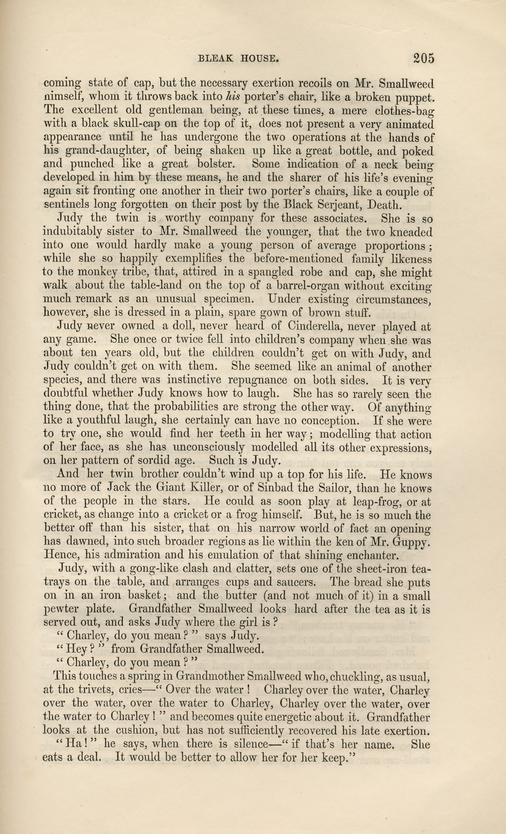 BLEAK HOUSE. 205
coming state of cap, but the necessary exertion recoils on Mr. Smallweed
himself, whom it throws back into his porter's chair, like a broken puppet.
The excellent old gentleman being, at these times, a mere clothes-bag
with a black skull-cap on the top of it, does not present a very animated
appearance until he has undergone the two operations at the hands of
his grand-daughter, of being shaken up like a great bottle, and poked
and punched like a great bolster. Some indication of a neck being
developed in him by these means, he and the sharer of his life's evening
again sit fronting one another in their two porter's chairs, like a couple of
sentinels long forgotten on their post by the Black Serjeant, Death.
Judy the twin is worthy company for these associates. She is so
indubitably sister to Mr. Smallweed the younger, that the two kneaded
into one would hardly make a young person of average proportions;
while she so happily exemplifies the before-mentioned family likeness
to the monkey tribe, that, attired in a spangled robe and cap, she might
walk about the table-land on the top of a barrel-organ without exciting
much remark as an unusual specimen. Under existing circumstances,
however, she is dressed in a plain, spare gown of brown stuff.
Judy never owned a doll, never heard of Cinderella, never played at
any game. She once or twice fell into children's company when she was
about ten years old, but the children couldn't get on with Judy, and
Judy couldn't get on with them. She seemed like an animal of another
species, and there was instinctive repugnance on both sides. It is very
doubtful whether Judy knows how to laugh. She has so rarely seen the
thing done, that the probabilities are strong the other way. Of anything
like a youthful laugh, she certainly can have no conception. If she were
to try one, she would find her teeth in her way; modelling that action
of her face, as she has unconsciously modelled all its other expressions,
on her pattern of sordid age. Such is Judy.
And her twin brother couldn't wind up a top for his life. He knows
no more of Jack the Giant Killer, or of Sinbad the Sailor, than he knows
of the people in the stars. He could as soon play at leap-frog, or at
cricket, as change into a cricket or a frog himself. But, he is so much the
better off than his sister, that on his narrow world of fact an opening
has dawned, into such broader regions as lie within the ken of Mr. Guppy.
Hence, his admiration and his emulation of that shining enchanter.
Judy, with a gong-like clash and clatter, sets one of the sheet-iron tea-
trays on the table, and arranges cups and saucers. The bread she puts
on in an iron basket; and the butter (and not much of it) in a small
pewter plate. Grandfather Smallweed looks hard after the tea as it is
served out, and asks Judy where the girl is?
"Charley, do you mean?" says Judy.
"Hey?" from Grandfather Smallweed.
"Charley, do you mean?"
This touches a spring in Grandmother Smallweed who, chuckling, as usual,
at the trivets, cries—"Over the water! Charley over the water, Charley
over the water, over the water to Charley, Charley over the water, over
the water to Charley!" and becomes quite energetic about it. Grandfather
looks at the cushion, but has not sufficiently recovered his late exertion.
"Ha!" he says, when there is silence—"if that's her name. She
eats a deal. It would be better to allow her for her keep."